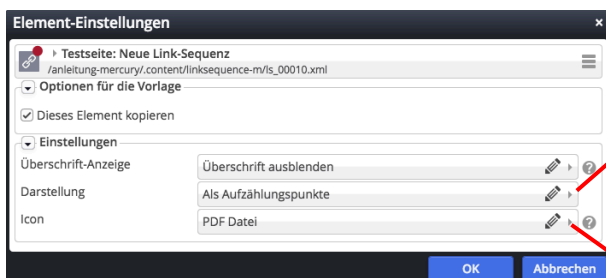 Element-Einstellungen
Testseite: Neue Link-Sequenz
/anleitung-mercury/.content/linksequence-m/ls_00010.xml
Optionen für die Vorlage
Dieses Element kopieren
Einstellungen
Überschrift-Anzeige Überschrift ausblenden
Darstellung Als Aufzählungspunkte
Icon PDF Datei
OK Abbrechen